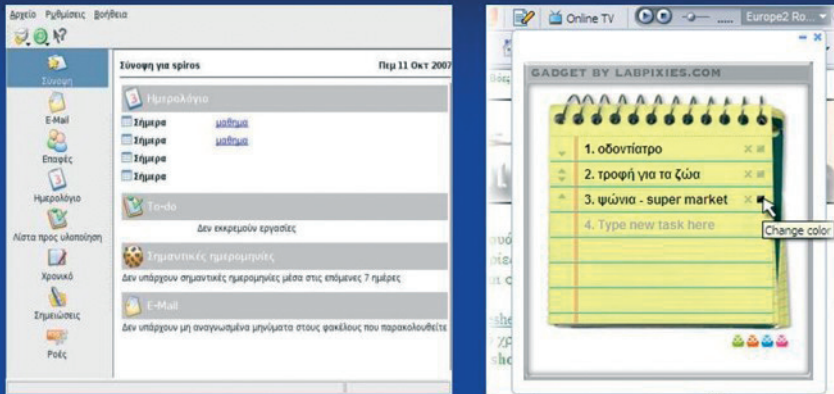 Αρχείο Ρυθμίσεις Βοήθεια
Σύνοψη
E-Mail
Επαφές
Ημερολόγιο
Λίστα προς υλοποίηση
Χρονικό
Σημειώσεις
Ροές
Σύνοψη για spiros Πεμ 11 Οκτ 2007
Ημερολόγιο
Σήμερα μαθημα
Σήμερα μαθημα
Σήμερα
Σήμερα
To-do
Δεν εκκρεμούν εργασίες
Σημαντικές ημερομηνίες
Δεν υπάρχουν σημαντικές ημερομηνίες μέσα στις επόμενες 7 ημέρες
E-Mail
Δεν υπάρχουν μη αναγνωσμένα μηνύματα στους φακέλους που παρακολουθείτε
Online TV Europe2 Ro...
GADGET BY LABPIXIES.COM
1. οδοντίατρο
2. τροφή για τα ζώα
3. ψώνια - super market
4. Type new task here
Change color